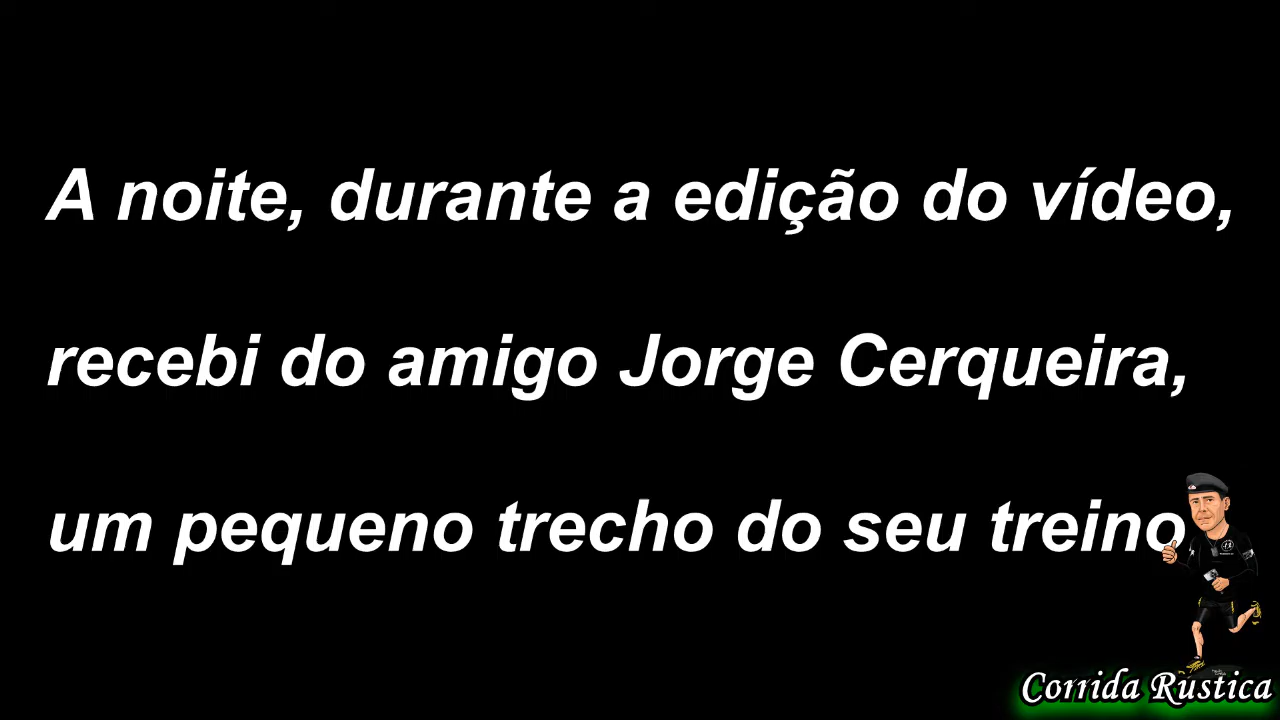 A noite, durante a edição do vídeo,
recebi do amigo Jorge Cerqueira,
um pequeno trecho do seu treino
Corrida Rustica